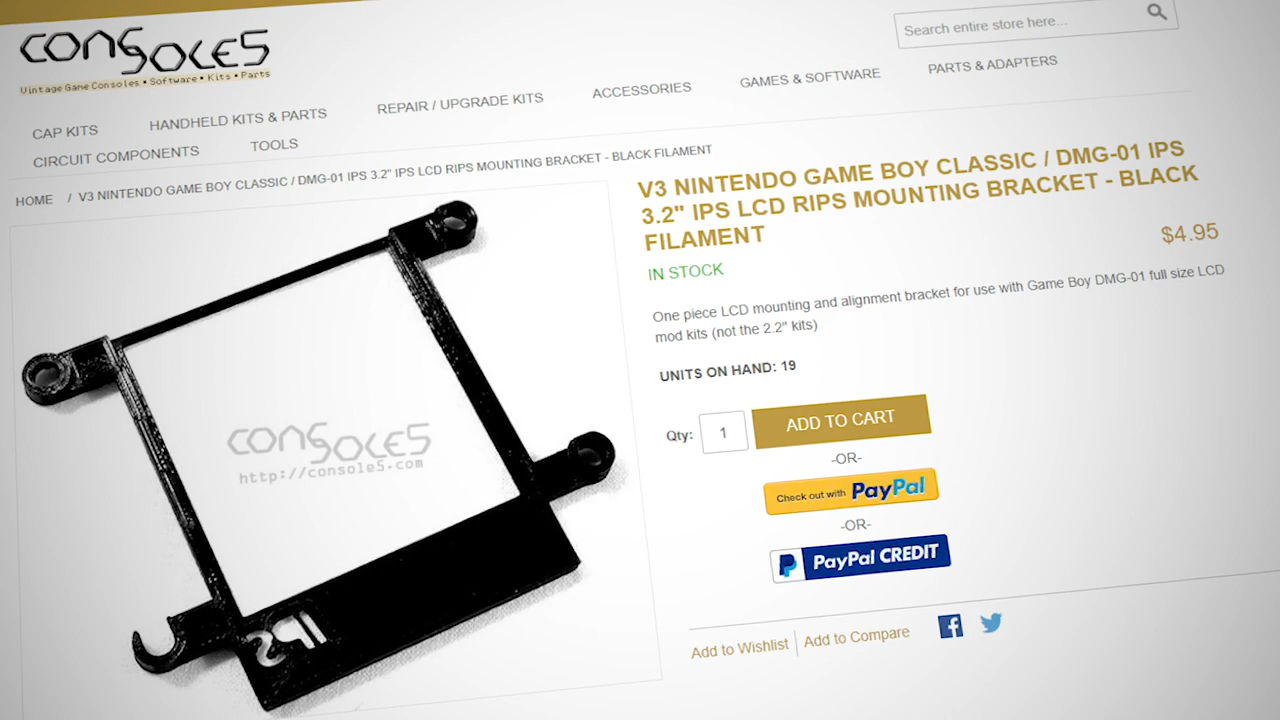 CONSOLE5
Vintage Game Consoles • Software • Kits • Parts
Search entire store here...
CAP KITS
HANDHELD KITS & PARTS
REPAIR / UPGRADE KITS
ACCESSORIES
GAMES & SOFTWARE
PARTS & ADAPTERS
CIRCUIT COMPONENTS
TOOLS
HOME / V3 NINTENDO GAME BOY CLASSIC / DMG-01 IPS 3.2" IPS LCD RIPS MOUNTING BRACKET - BLACK FILAMENT
V3 NINTENDO GAME BOY CLASSIC / DMG-01 IPS
3.2" IPS LCD RIPS MOUNTING BRACKET - BLACK
FILAMENT
$4.95
IN STOCK
One piece LCD mounting and alignment bracket for use with Game Boy DMG-01 full size LCD
mod kits (not the 2.2" kits)
UNITS ON HAND: 19
Qty: 1
ADD TO CART
-OR-
Check out with PayPal
-OR-
PayPal CREDIT
Add to Wishlist
Add to Compare
CONSOLE5
http://console5.com